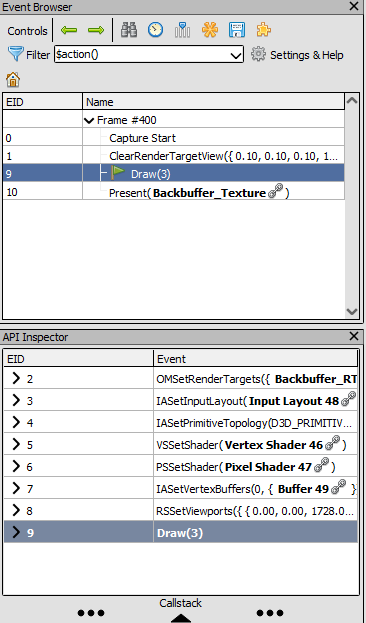 Event Browser
Controls
Filter $action() Settings & Help
EID Name
Frame #400
0 Capture Start
1 ClearRenderTargetView({ 0.10, 0.10, 0.10, 1...
9 Draw(3)
10 Present( Backbuffer_Texture )
API Inspector
EID Event
2 OMSetRenderTargets({ Backbuffer_RT
3 IASetInputLayout( Input Layout 48
4 IASetPrimitiveTopology(D3D_PRIMITIV...
5 VSSetShader( Vertex Shader 46 )
6 PSSetShader( Pixel Shader 47 )
7 IASetVertexBuffers(0, { Buffer 49 }
8 RSSetViewports({ { 0.00, 0.00, 1728.0...
9 Draw(3)
Callstack